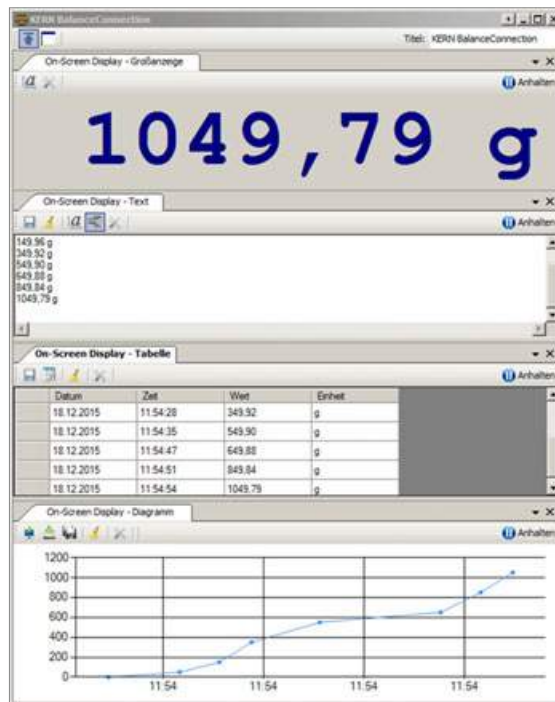 KERN BalanceConnection
Titel: KERN BalanceConnection
On-Screen Display - Großanzeige
Anhalten
1049,79 g
On-Screen Display - Text
Anhalten
149,96 g
349,92 g
549,90 g
649,88 g
849,84 g
1049,79 g
On-Screen Display - Tabelle
Anhalten
Datum Zeit Wert Einheit
18.12.2015 11:54:28 349,92 g
18.12.2015 11:54:35 549,90 g
18.12.2015 11:54:47 649,88 g
18.12.2015 11:54:51 849,84 g
18.12.2015 11:54:54 1049,79 g
On-Screen Display - Diagramm
Anhalten
1200
1000
800
600
400
200
0
11:54 11:54 11:54 11:54